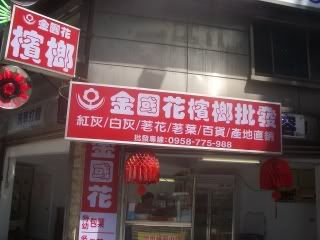 金國花
檳榔
金國花檳榔批發
紅灰/白灰/荖花/荖葉/百貨/產地直銷
批發專線:0958-775-988
金國花